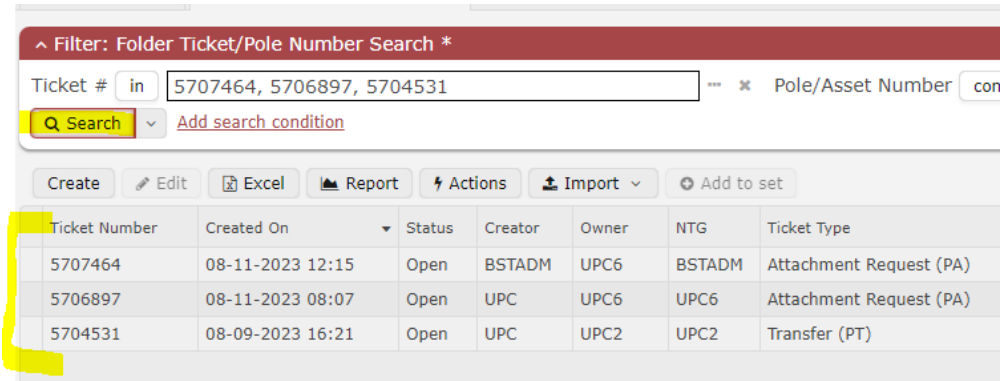 Filter: Folder Ticket/Pole Number Search *
Ticket # in 5707464, 5706897, 5704531 Pole/Asset Number
Search Add search condition
Create Edit Excel Report Actions Import Add to set
Ticket Number Created On Status Creator Owner NTG Ticket Type
5707464 08-11-2023 12:15 Open BSTADM UPC6 BSTADM Attachment Request (PA)
5706897 08-11-2023 08:07 Open UPC UPC6 UPC6 Attachment Request (PA)
5704531 08-09-2023 16:21 Open UPC UPC2 UPC2 Transfer (PT)